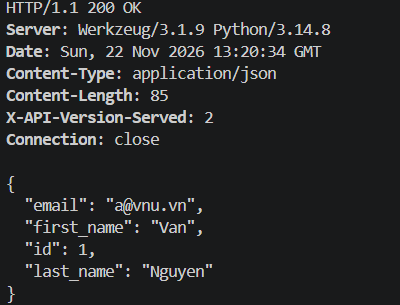 HTTP/1.1 200 OK
Server: Werkzeug/3.1.9 Python/3.14.8
Date: Sun, 22 Nov 2026 13:20:34 GMT
Content-Type: application/json
Content-Length: 85
X-API-Version-Served: 2
Connection: close

{
  "email": "a@vnu.vn",
  "first_name": "Van",
  "id": 1,
  "last_name": "Nguyen"
}